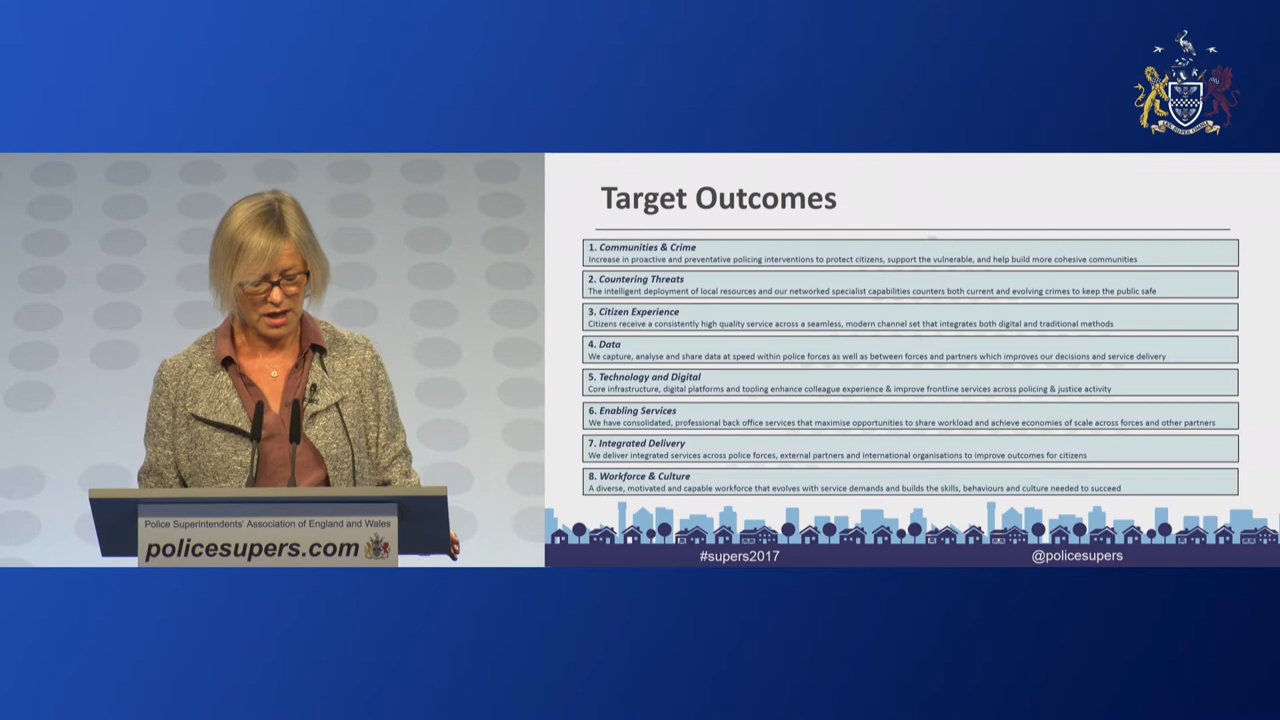 Target Outcomes
1. Communities & Crime
Increase in proactive and preventative policing interventions to protect citizens, support the vulnerable, and help build more cohesive communities
2. Countering Threats
The intelligent deployment of local resources and our networked specialist capabilities counters both current and evolving crimes to keep the public safe
3. Citizen Experience
Citizens receive a consistently high quality service across a seamless, modern channel set that integrates both digital and traditional methods
4. Data
We capture, analyse and share data at speed within police forces as well as between forces and partners which improves our decisions and service delivery
5. Technology and Digital
Core infrastructure, digital platforms and tooling enhance colleague experience & improve frontline services across policing & justice activity
6. Enabling Services
We have consolidated, professional back office services that maximise opportunities to share workload and achieve economies of scale across forces and other partners
7. Integrated Delivery
We deliver integrated services across police forces, external partners and international organisations to improve outcomes for citizens
8. Workforce & Culture
A diverse, motivated and capable workforce that evolves with service demands and builds the skills, behaviours and culture needed to succeed
#supers2017
@policesupers
Police Superintendents' Association of England and Wales
policesupers.com